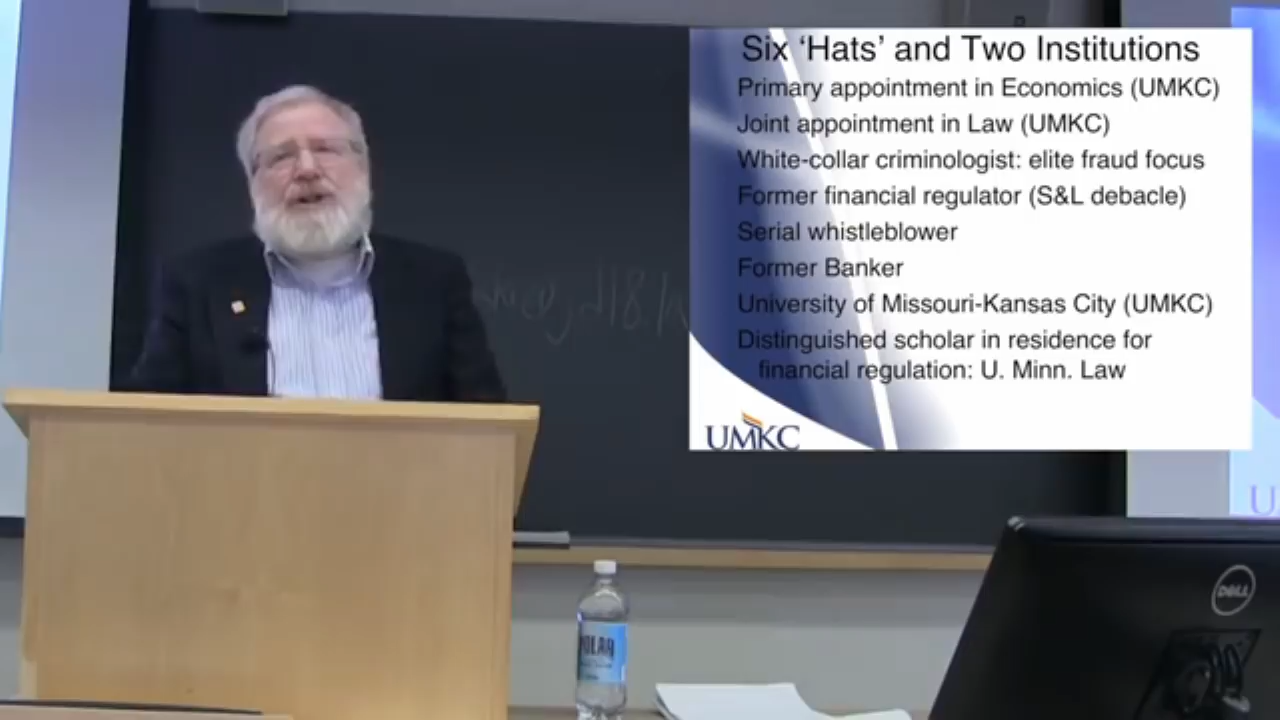 Six ‘Hats’ and Two Institutions
Primary appointment in Economics (UMKC)
Joint appointment in Law (UMKC)
White-collar criminologist: elite fraud focus
Former financial regulator (S&L debacle)
Serial whistleblower
Former Banker
University of Missouri-Kansas City (UMKC)
Distinguished scholar in residence for
financial regulation: U. Minn. Law
UMKC
U
DELL